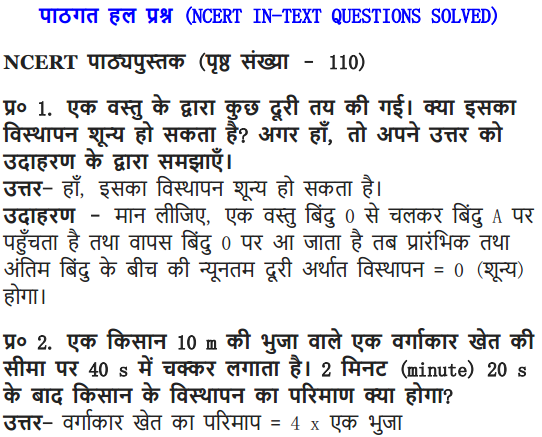 पाठगत हल प्रश्न (NCERT IN-TEXT QUESTIONS SOLVED)
NCERT पाठ्यपुस्तक (पृष्ठ संख्या - 110)
प्र० 1. एक वस्तु के द्वारा कुछ दूरी तय की गई। क्या इसका
विस्थापन शून्य हो सकता है? अगर हाँ, तो अपने उत्तर को
उदाहरण के द्वारा समझाएँ।
उत्तर- हाँ, इसका विस्थापन शून्य हो सकता है।
उदाहरण - मान लीजिए, एक वस्तु बिंदु 0 से चलकर बिंदु A पर
पहुँचता है तथा वापस बिंदु 0 पर आ जाता है तब प्रारंभिक तथा
अंतिम बिंदु के बीच की न्यूनतम दूरी अर्थात विस्थापन = 0 (शून्य)
होगा।
प्र० 2. एक किसान 10 m की भुजा वाले एक वर्गाकार खेत की
सीमा पर 40 s में चक्कर लगाता है। 2 मिनट (minute) 20 s
के बाद किसान के विस्थापन का परिमाण क्या होगा?
उत्तर- वर्गाकार खेत का परिमाप = 4 x एक भुजा